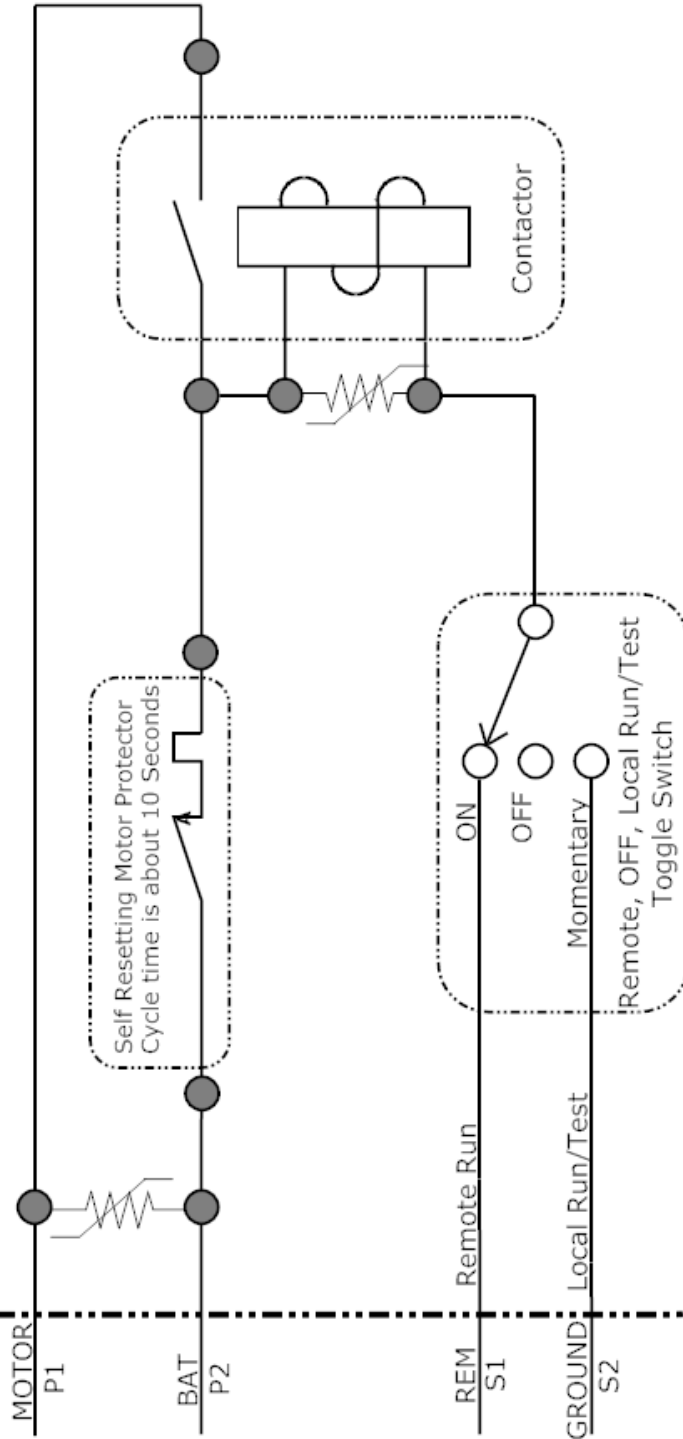 MOTOR
P1
BAT
P2
REM
S1
GROUND
S2
Remote Run
Local Run/Test
Self Resetting Motor Protector
Cycle time is about 10 Seconds
ON
OFF
Momentary
Remote, OFF, Local Run/Test
Toggle Switch
Contactor